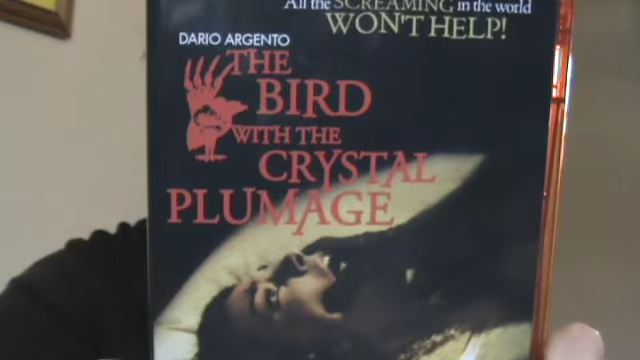 All the SCREAMING in the world
WON'T HELP!
DARIO ARGENTO
THE
BIRD
WITH THE
CRYSTAL
PLUMAGE